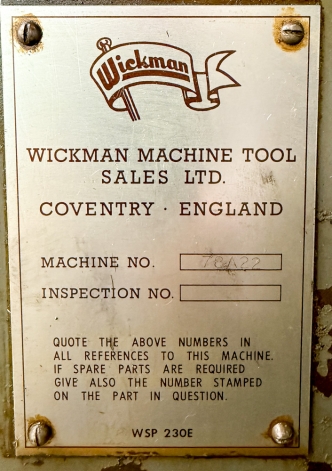 Wickman
WICKMAN MACHINE TOOL
SALES LTD.
COVENTRY · ENGLAND
MACHINE NO.
INSPECTION NO.
QUOTE THE ABOVE NUMBERS IN
ALL REFERENCES TO THIS MACHINE.
IF SPARE PARTS ARE REQUIRED
GIVE ALSO THE NUMBER STAMPED
ON THE PART IN QUESTION.
WSP 230E